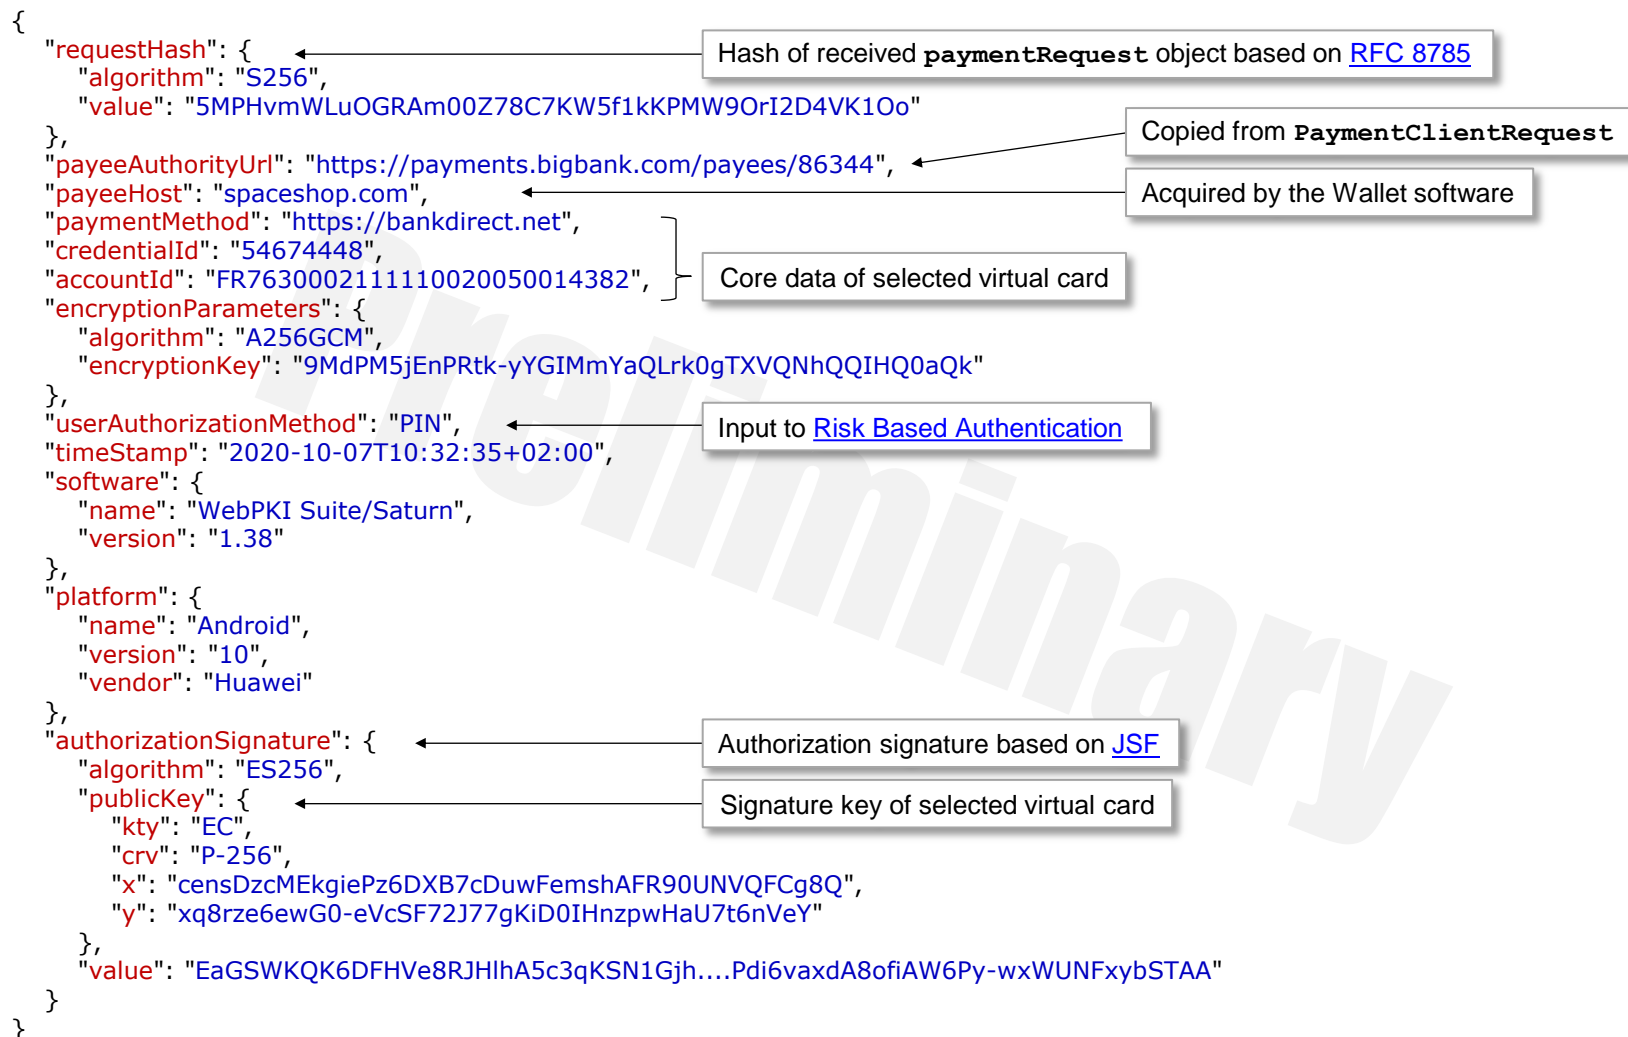 {
"requestHash": {
Hash of received paymentRequest object based on RFC 8785
"algorithm": "S256",
"value": "5MPHvmWLuOGRAm00Z78C7KW5f1kKPMW9OrI2D4VK1Oo"
},
Copied from PaymentClientRequest
"payeeAuthorityUrl": "https://payments.bigbank.com/payees/86344",
"payeeHost": "spaceshop.com",
Acquired by the Wallet software
"paymentMethod": "https://bankdirect.net",
"credentialId": "54674448",
"accountId": "FR7630002111110020050014382",
Core data of selected virtual card
"encryptionParameters": {
"algorithm": "A256GCM",
"encryptionKey": "9MdPM5jEnPRtk-yYGIMmYaQLrk0gTXVQNhQQIHQ0aQk"
},
"userAuthorizationMethod": "PIN",
Input to Risk Based Authentication
"timeStamp": "2020-10-07T10:32:35+02:00",
"software": {
"name": "WebPKI Suite/Saturn",
"version": "1.38"
},
"platform": {
"name": "Android",
"version": "10",
"vendor": "Huawei"
},
"authorizationSignature": {
Authorization signature based on JSF
"algorithm": "ES256",
"publicKey": {
Signature key of selected virtual card
"kty": "EC",
"crv": "P-256",
"x": "censDzcMEkgiePz6DXB7cDuwFemshAFR90UNVQFCg8Q",
"y": "xq8rze6ewG0-eVcSF72J77gKiD0IHnzpwHaU7t6nVeY"
},
"value": "EaGSWKQK6DFHVe8RJHlhA5c3qKSN1Gjh....Pdi6vaxdA8ofiAW6Py-wxWUNFxybSTAA"
}
}
Preliminary